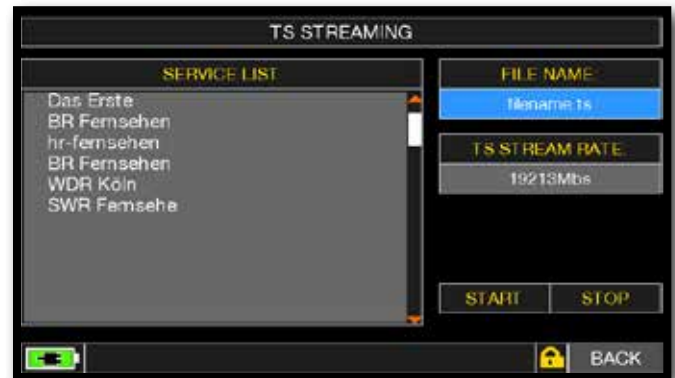 TS STREAMING
SERVICE LIST
Das Erste
BR Fernsehen
hr-fernsehen
BR Fernsehen
WDR Köln
SWR Fernsehe
FILE NAME
filename.ts
TS STREAM RATE
19213Mbs
START
STOP
BACK